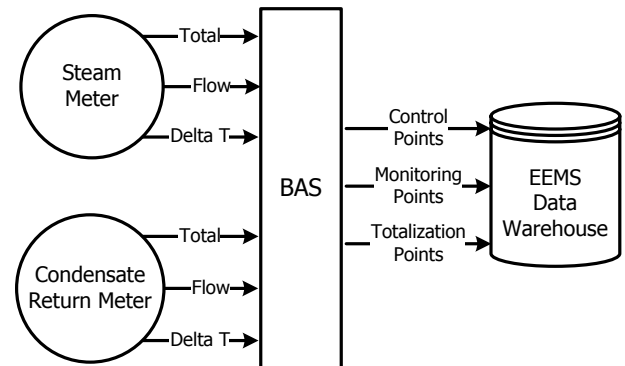 Steam
Meter
Total
Flow
Delta T
Condensate
Return Meter
Total
Flow
Delta T
BAS
Control
Points
Monitoring
Points
Totalization
Points
EEMS
Data
Warehouse